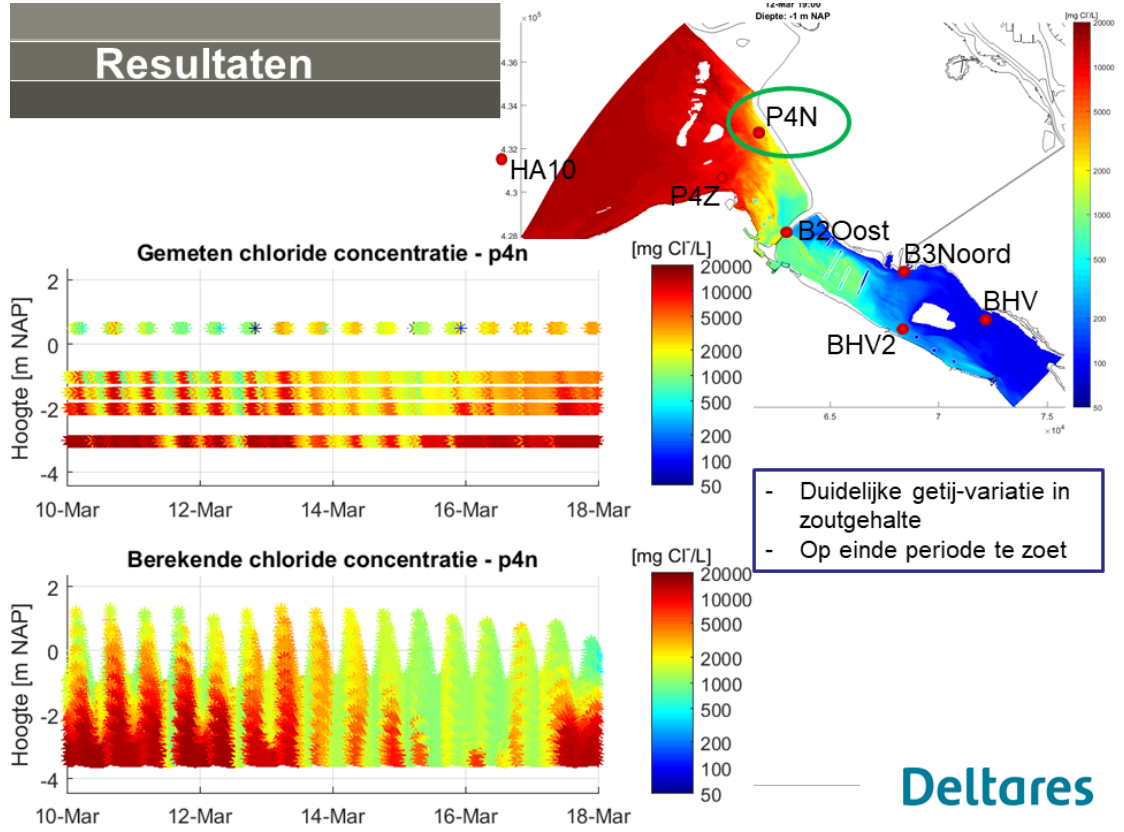 Resultaten
12-Mar 19:00
Diepte: -1 m NAP
[mg Cl⁻/L]
×10⁵
4.36
4.34
4.32
4.3
4.28
20000
10000
5000
2000
1000
500
200
100
50
6.5
7
7.5
×10⁴
P4N
HA10
P4Z
B2Oost
B3Noord
BHV
BHV2
Gemeten chloride concentratie - p4n
[mg Cl⁻/L]
Hoogte [m NAP]
2
0
-2
-4
10-Mar 12-Mar 14-Mar 16-Mar 18-Mar
20000
10000
5000
2000
1000
500
200
100
50
- Duidelijke getij-variatie in
zoutgehalte
- Op einde periode te zoet
Berekende chloride concentratie - p4n
[mg Cl⁻/L]
Hoogte [m NAP]
2
0
-2
-4
10-Mar 12-Mar 14-Mar 16-Mar 18-Mar
20000
10000
5000
2000
1000
500
200
100
50
Deltares